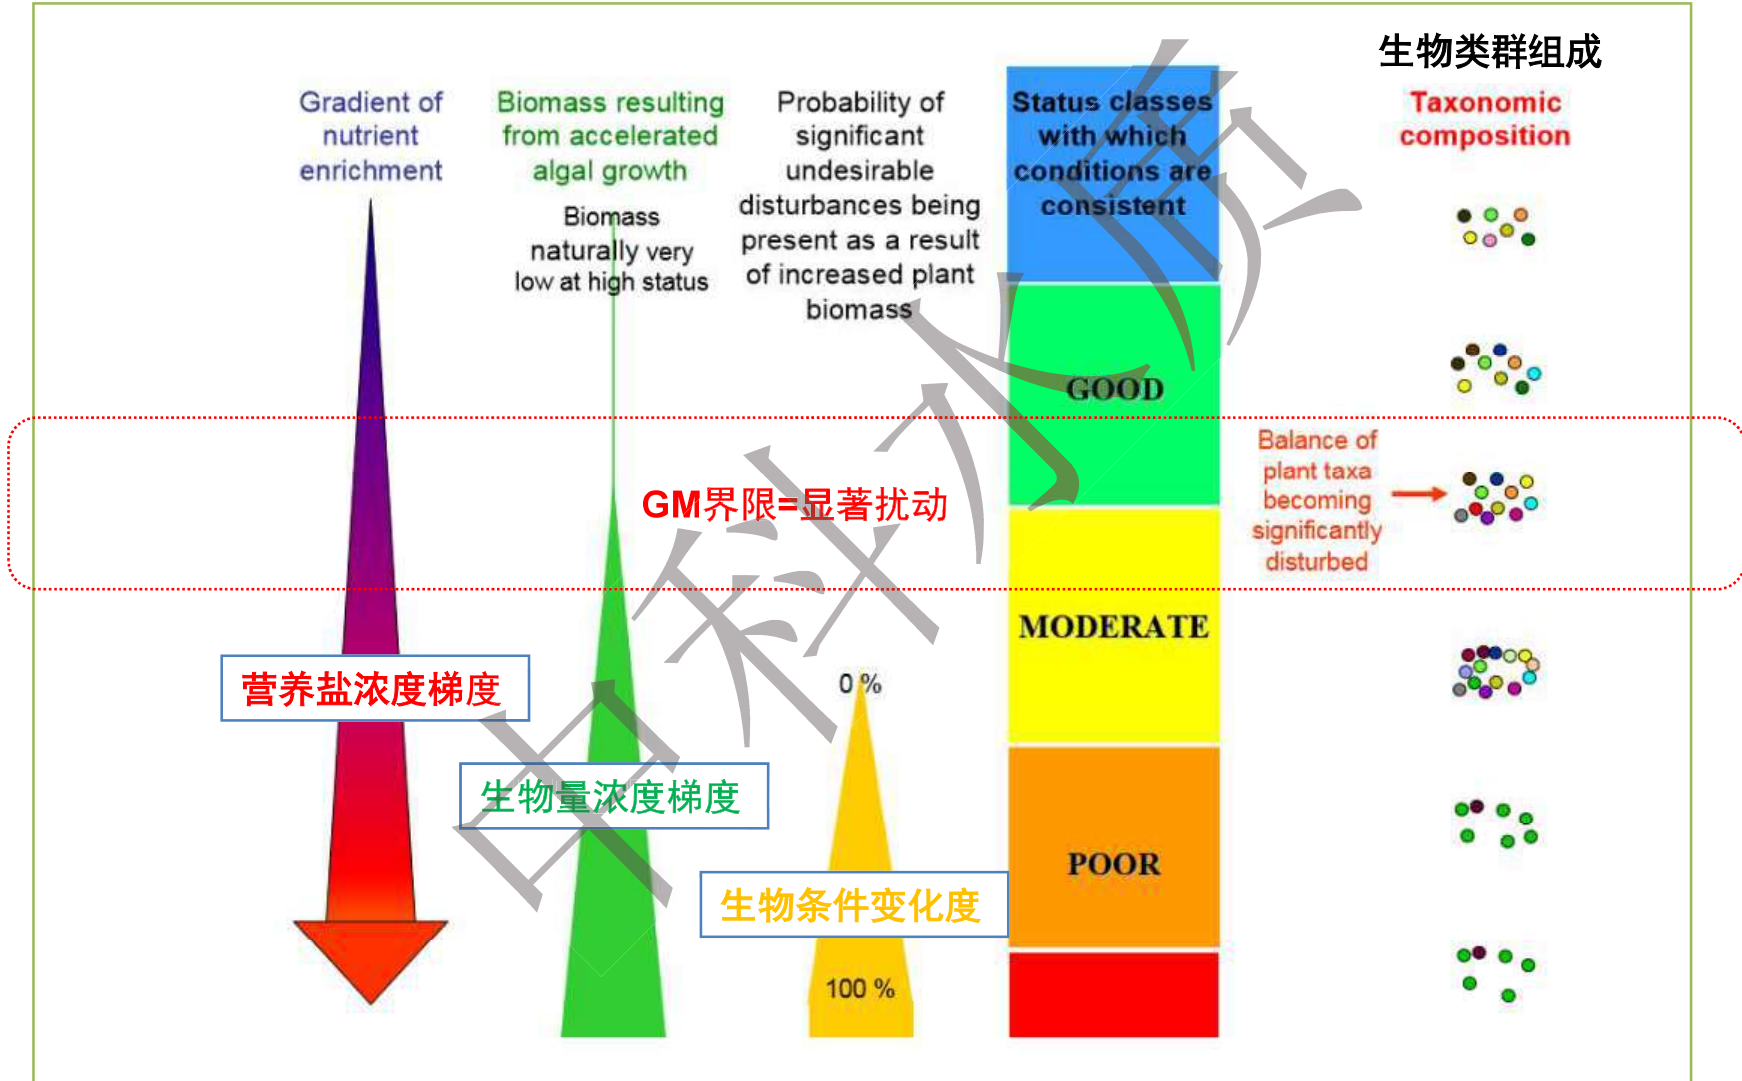 生物类群组成
Gradient of
nutrient
enrichment
Biomass resulting
from accelerated
algal growth
Biomass
naturally very
low at high status
Probability of
significant
undesirable
disturbances being
present as a result
of increased plant
biomass
Status classes
with which
conditions are
consistent
Taxonomic
composition
GOOD
GM界限=显著扰动
Balance of
plant taxa
becoming
significantly
disturbed
MODERATE
营养盐浓度梯度
0 %
生物量浓度梯度
POOR
生物条件变化度
100 %
中科水质